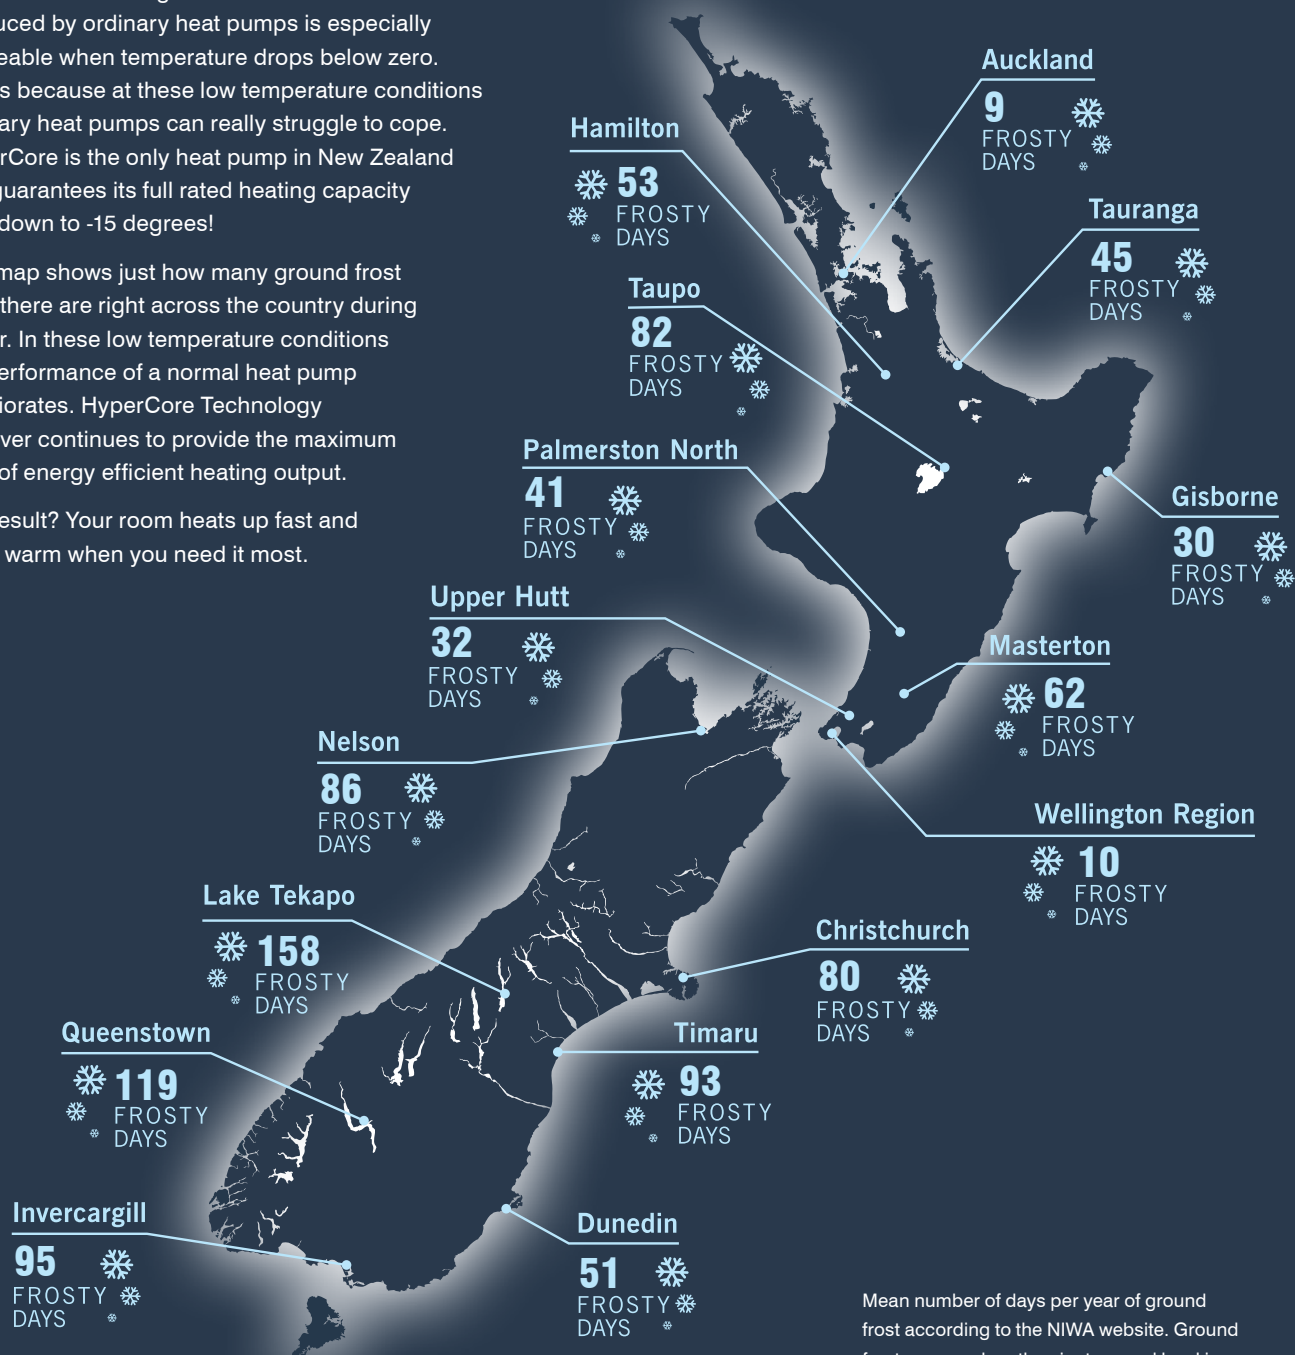 uced by ordinary heat pumps is especially
eable when temperature drops below zero.
s because at these low temperature conditions
ary heat pumps can really struggle to cope.
rCore is the only heat pump in New Zealand
guarantees its full rated heating capacity
down to -15 degrees!
map shows just how many ground frost
there are right across the country during
r. In these low temperature conditions
erformance of a normal heat pump
iorates. HyperCore Technology
ver continues to provide the maximum
of energy efficient heating output.
esult? Your room heats up fast and
warm when you need it most.
Auckland
9
FROSTY
DAYS
Hamilton
53
FROSTY
DAYS
Tauranga
45
FROSTY
DAYS
Taupo
82
FROSTY
DAYS
Palmerston North
41
FROSTY
DAYS
Gisborne
30
FROSTY
DAYS
Upper Hutt
32
FROSTY
DAYS
Masterton
62
FROSTY
DAYS
Nelson
86
FROSTY
DAYS
Wellington Region
10
FROSTY
DAYS
Lake Tekapo
158
FROSTY
DAYS
Christchurch
80
FROSTY
DAYS
Queenstown
119
FROSTY
DAYS
Timaru
93
FROSTY
DAYS
Invercargill
95
FROSTY
DAYS
Dunedin
51
FROSTY
DAYS
Mean number of days per year of ground
frost according to the NIWA website. Ground